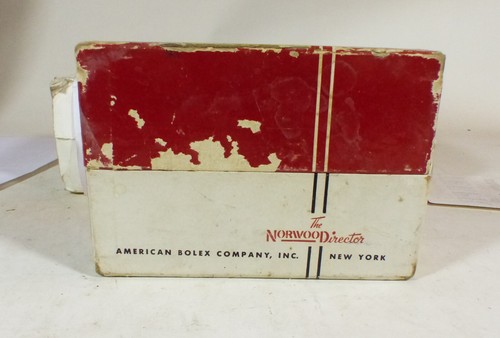 The
NORWOOD Director
AMERICAN BOLEX COMPANY, INC. NEW YORK